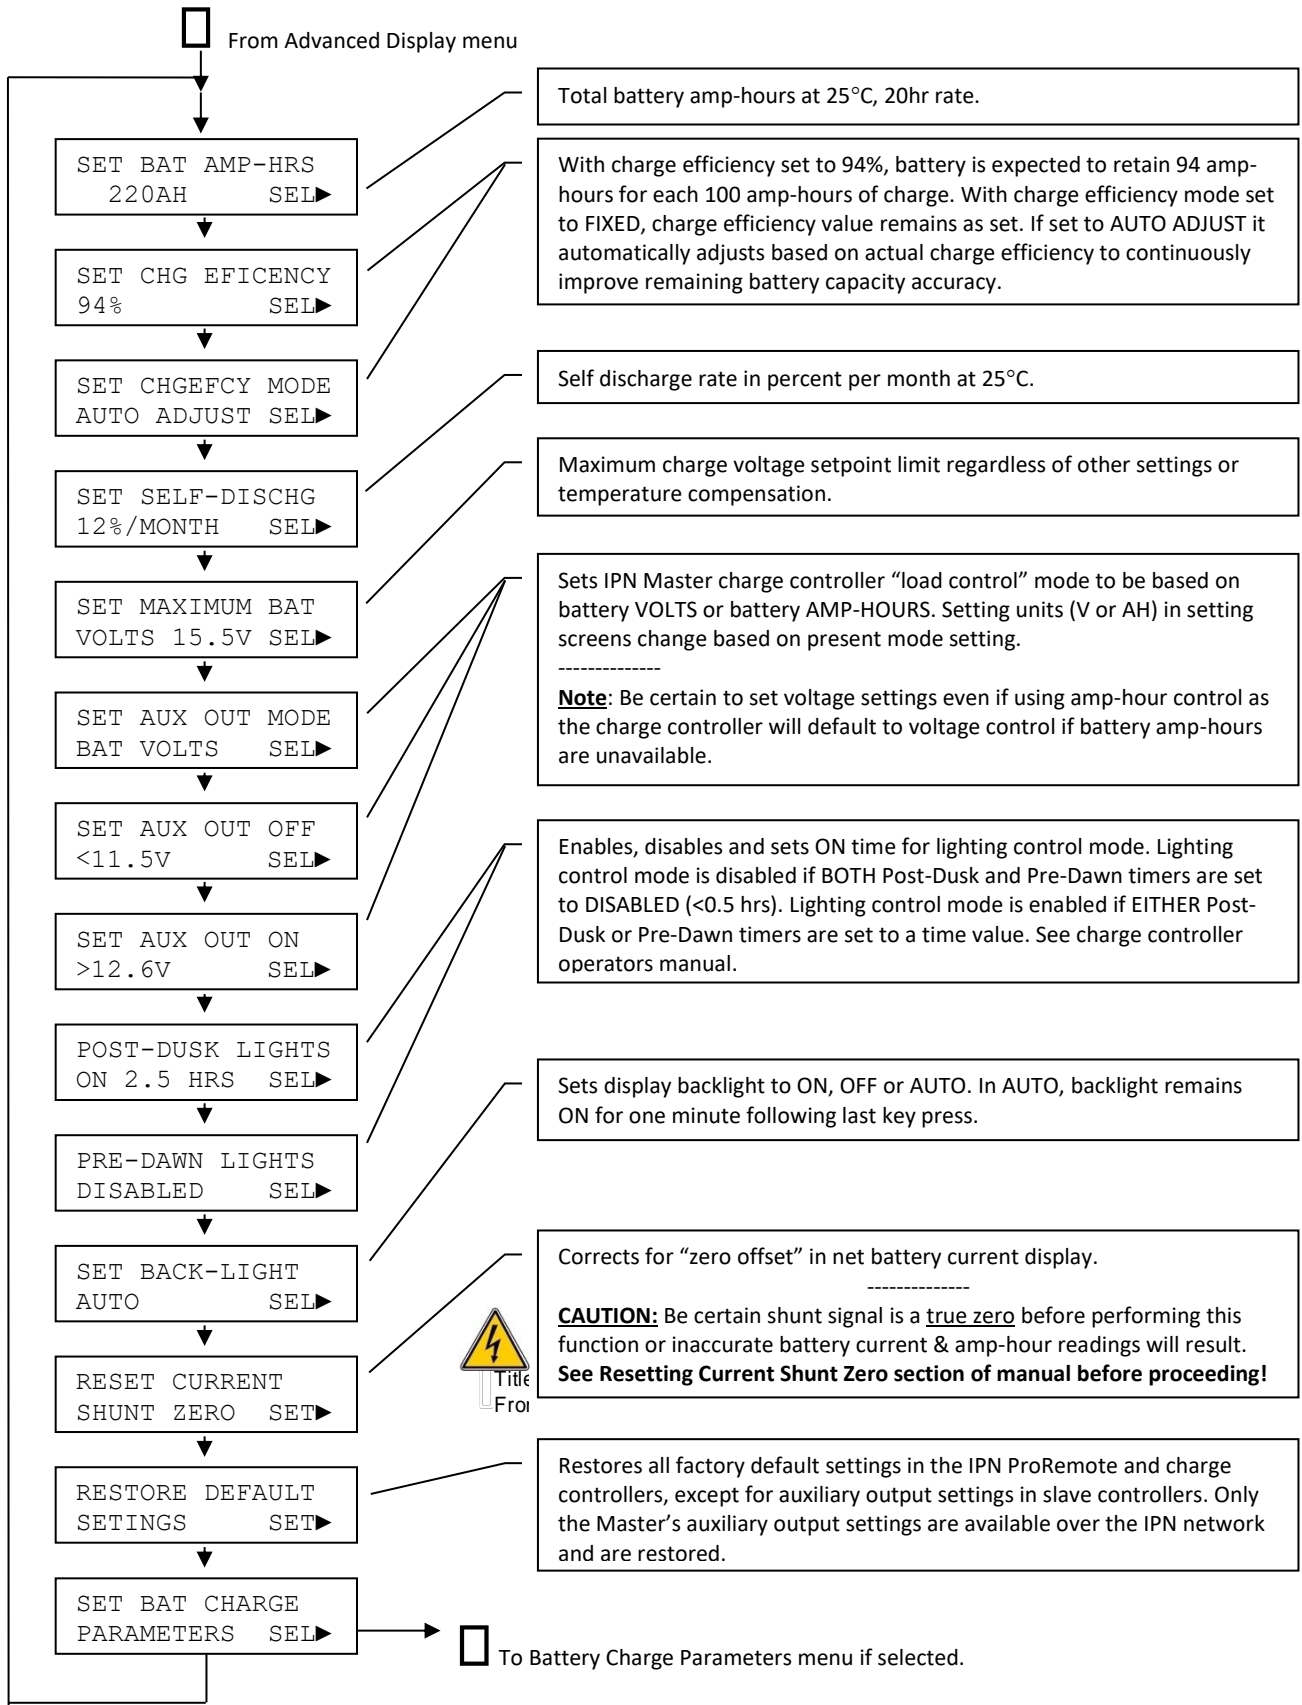 From Advanced Display menu
SET BAT AMP-HRS
220AH SEL►
Total battery amp-hours at 25°C, 20hr rate.
SET CHG EFICENCY
94% SEL►
With charge efficiency set to 94%, battery is expected to retain 94 amp-
hours for each 100 amp-hours of charge. With charge efficiency mode set
to FIXED, charge efficiency value remains as set. If set to AUTO ADJUST it
automatically adjusts based on actual charge efficiency to continuously
improve remaining battery capacity accuracy.
SET CHGEFCY MODE
AUTO ADJUST SEL►
SET SELF-DISCHG
12%/MONTH SEL►
Self discharge rate in percent per month at 25°C.
SET MAXIMUM BAT
VOLTS 15.5V SEL►
Maximum charge voltage setpoint limit regardless of other settings or
temperature compensation.
SET AUX OUT MODE
BAT VOLTS SEL►
Sets IPN Master charge controller “load control” mode to be based on
battery VOLTS or battery AMP-HOURS. Setting units (V or AH) in setting
screens change based on present mode setting.
--------------
Note: Be certain to set voltage settings even if using amp-hour control as
the charge controller will default to voltage control if battery amp-hours
are unavailable.
SET AUX OUT OFF
<11.5V SEL►
SET AUX OUT ON
>12.6V SEL►
POST-DUSK LIGHTS
ON 2.5 HRS SEL►
Enables, disables and sets ON time for lighting control mode. Lighting
control mode is disabled if BOTH Post-Dusk and Pre-Dawn timers are set
to DISABLED (<0.5 hrs). Lighting control mode is enabled if EITHER Post-
Dusk or Pre-Dawn timers are set to a time value. See charge controller
operators manual.
PRE-DAWN LIGHTS
DISABLED SEL►
SET BACK-LIGHT
AUTO SEL►
Sets display backlight to ON, OFF or AUTO. In AUTO, backlight remains
ON for one minute following last key press.
RESET CURRENT
SHUNT ZERO SET►
Corrects for “zero offset” in net battery current display.
--------------
CAUTION: Be certain shunt signal is a true zero before performing this
function or inaccurate battery current & amp-hour readings will result.
See Resetting Current Shunt Zero section of manual before proceeding!
Title
RESTORE DEFAULT
SETINGS SET►
Restores all factory default settings in the IPN ProRemote and charge
controllers, except for auxiliary output settings in slave controllers. Only
the Master’s auxiliary output settings are available over the IPN network
and are restored.
SET BAT CHARGE
PARAMETERS SEL►
To Battery Charge Parameters menu if selected.